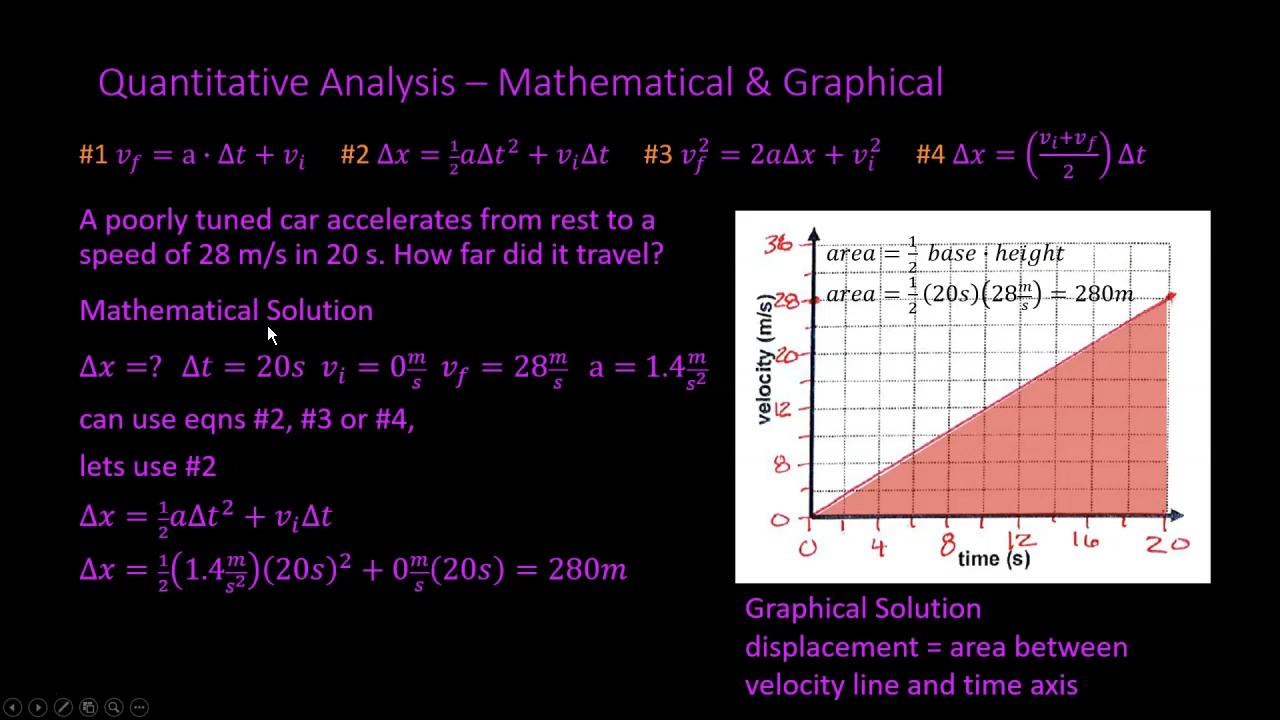 Quantitative Analysis – Mathematical & Graphical
#1 v_f = a · Δt + v_i #2 Δx = ½aΔt² + v_iΔt #3 v_f² = 2aΔx + v_i² #4 Δx = ((v_i+v_f)/2) Δt
A poorly tuned car accelerates from rest to a
speed of 28 m/s in 20 s. How far did it travel?
Mathematical Solution
Δx =? Δt = 20s v_i = 0 m/s v_f = 28 m/s a = 1.4 m/s²
can use eqns #2, #3 or #4,
lets use #2
Δx = ½aΔt² + v_iΔt
Δx = ½(1.4 m/s²)(20s)² + 0 m/s(20s) = 280m
area = ½ base · height
area = ½ (20s)(28 m/s) = 280m
velocity (m/s)
36
28
20
12
8
0
0 4 8 12 16 20
time (s)
Graphical Solution
displacement = area between
velocity line and time axis